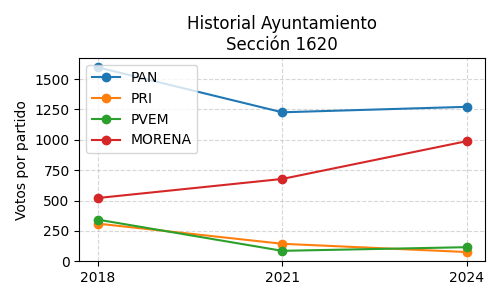 Historial Ayuntamiento
Sección 1620
Votos por partido
1500
1250
1000
750
500
250
0
PAN
PRI
PVEM
MORENA
2018
2021
2024